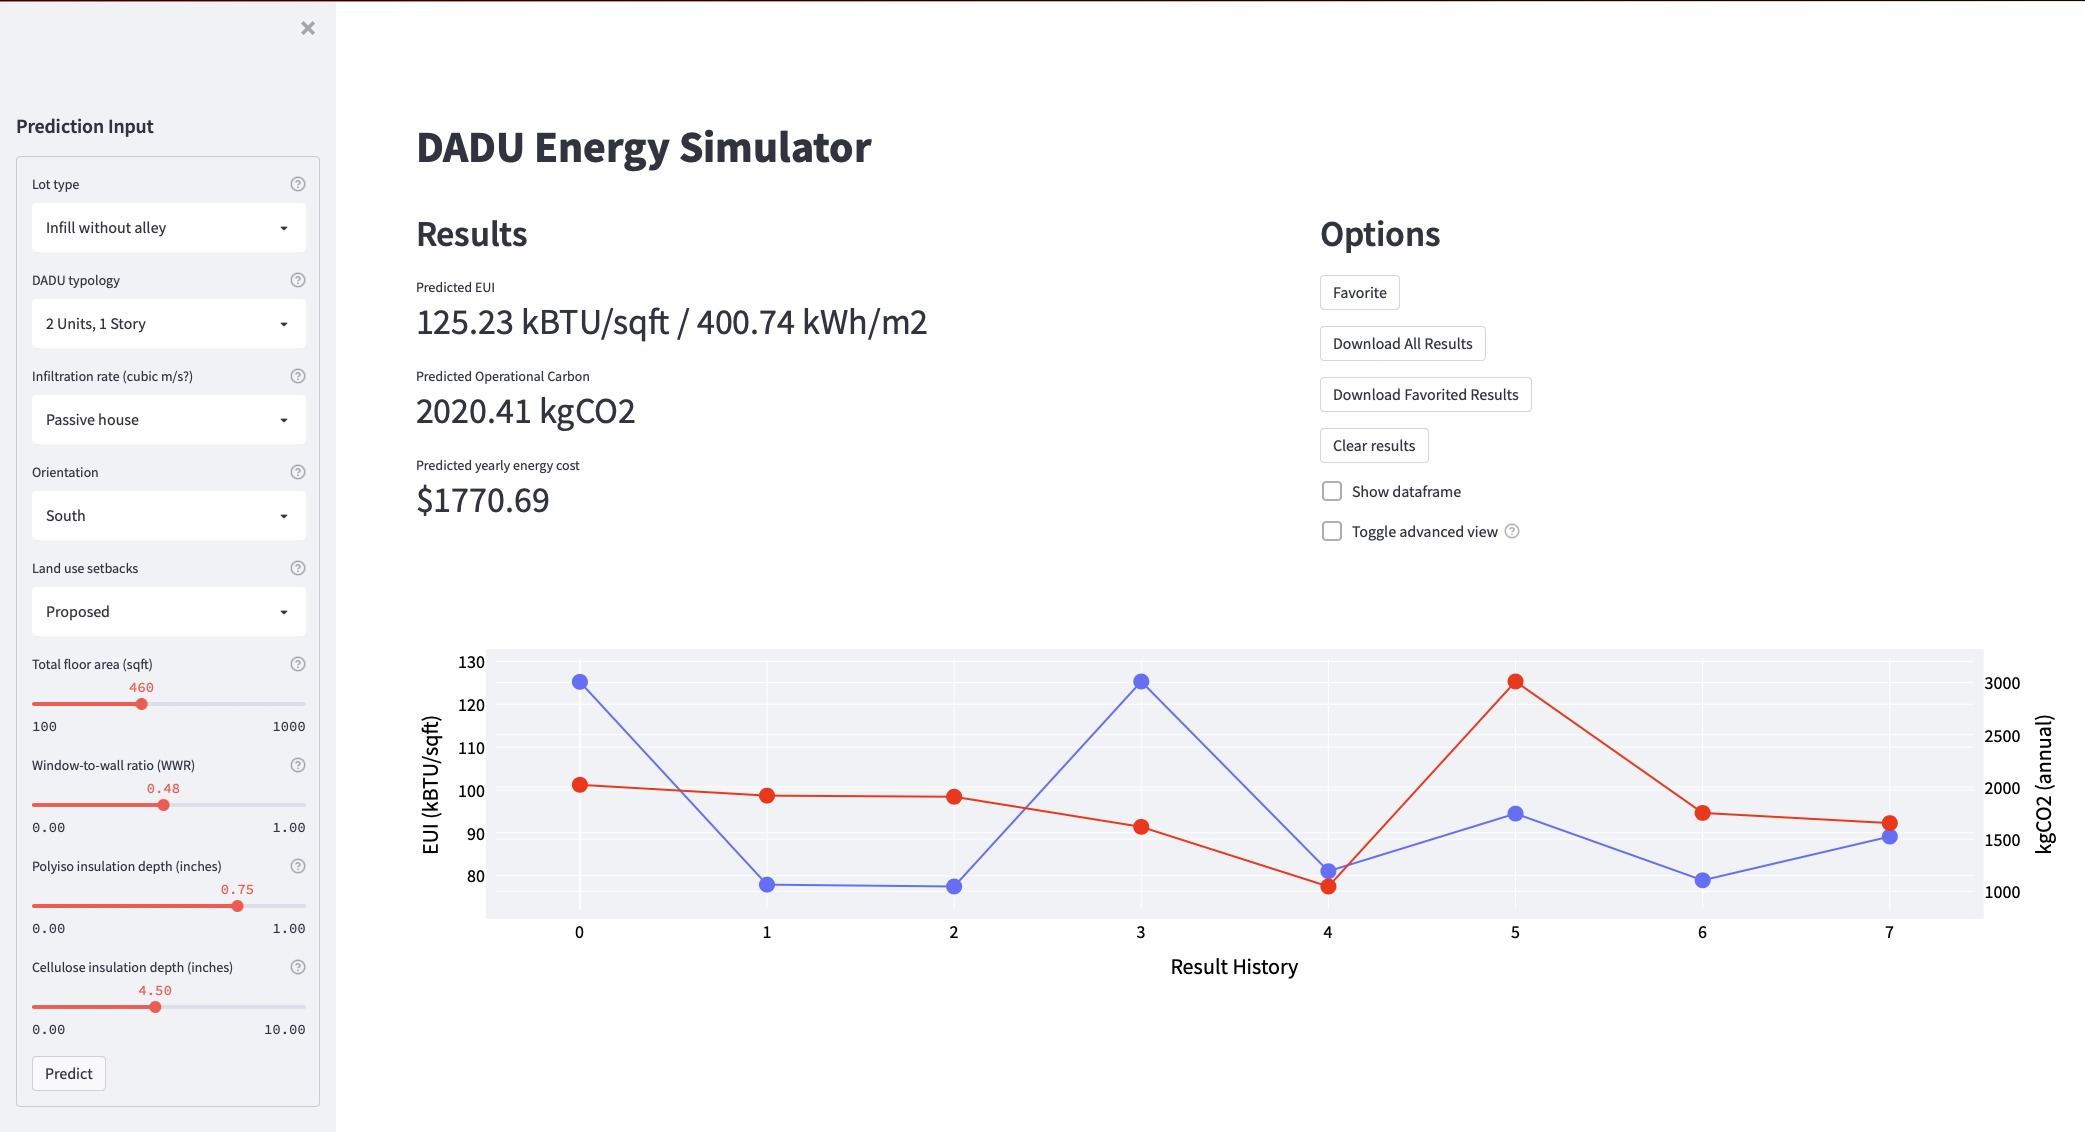 ×
Prediction Input
Lot type
Infill without alley
DADU typology
2 Units, 1 Story
Infiltration rate (cubic m/s?)
Passive house
Orientation
South
Land use setbacks
Proposed
Total floor area (sqft)
460
100 1000
Window-to-wall ratio (WWR)
0.48
0.00 1.00
Polyiso insulation depth (inches)
0.75
0.00 1.00
Cellulose insulation depth (inches)
4.50
0.00 10.00
Predict
DADU Energy Simulator
Results
Predicted EUI
125.23 kBTU/sqft / 400.74 kWh/m2
Predicted Operational Carbon
2020.41 kgCO2
Predicted yearly energy cost
$1770.69
Options
Favorite
Download All Results
Download Favorited Results
Clear results
Show dataframe
Toggle advanced view
EUI (kBTU/sqft)
130
120
110
100
90
80
3000
2500
2000
1500
1000
kgCO2 (annual)
0 1 2 3 4 5 6 7
Result History